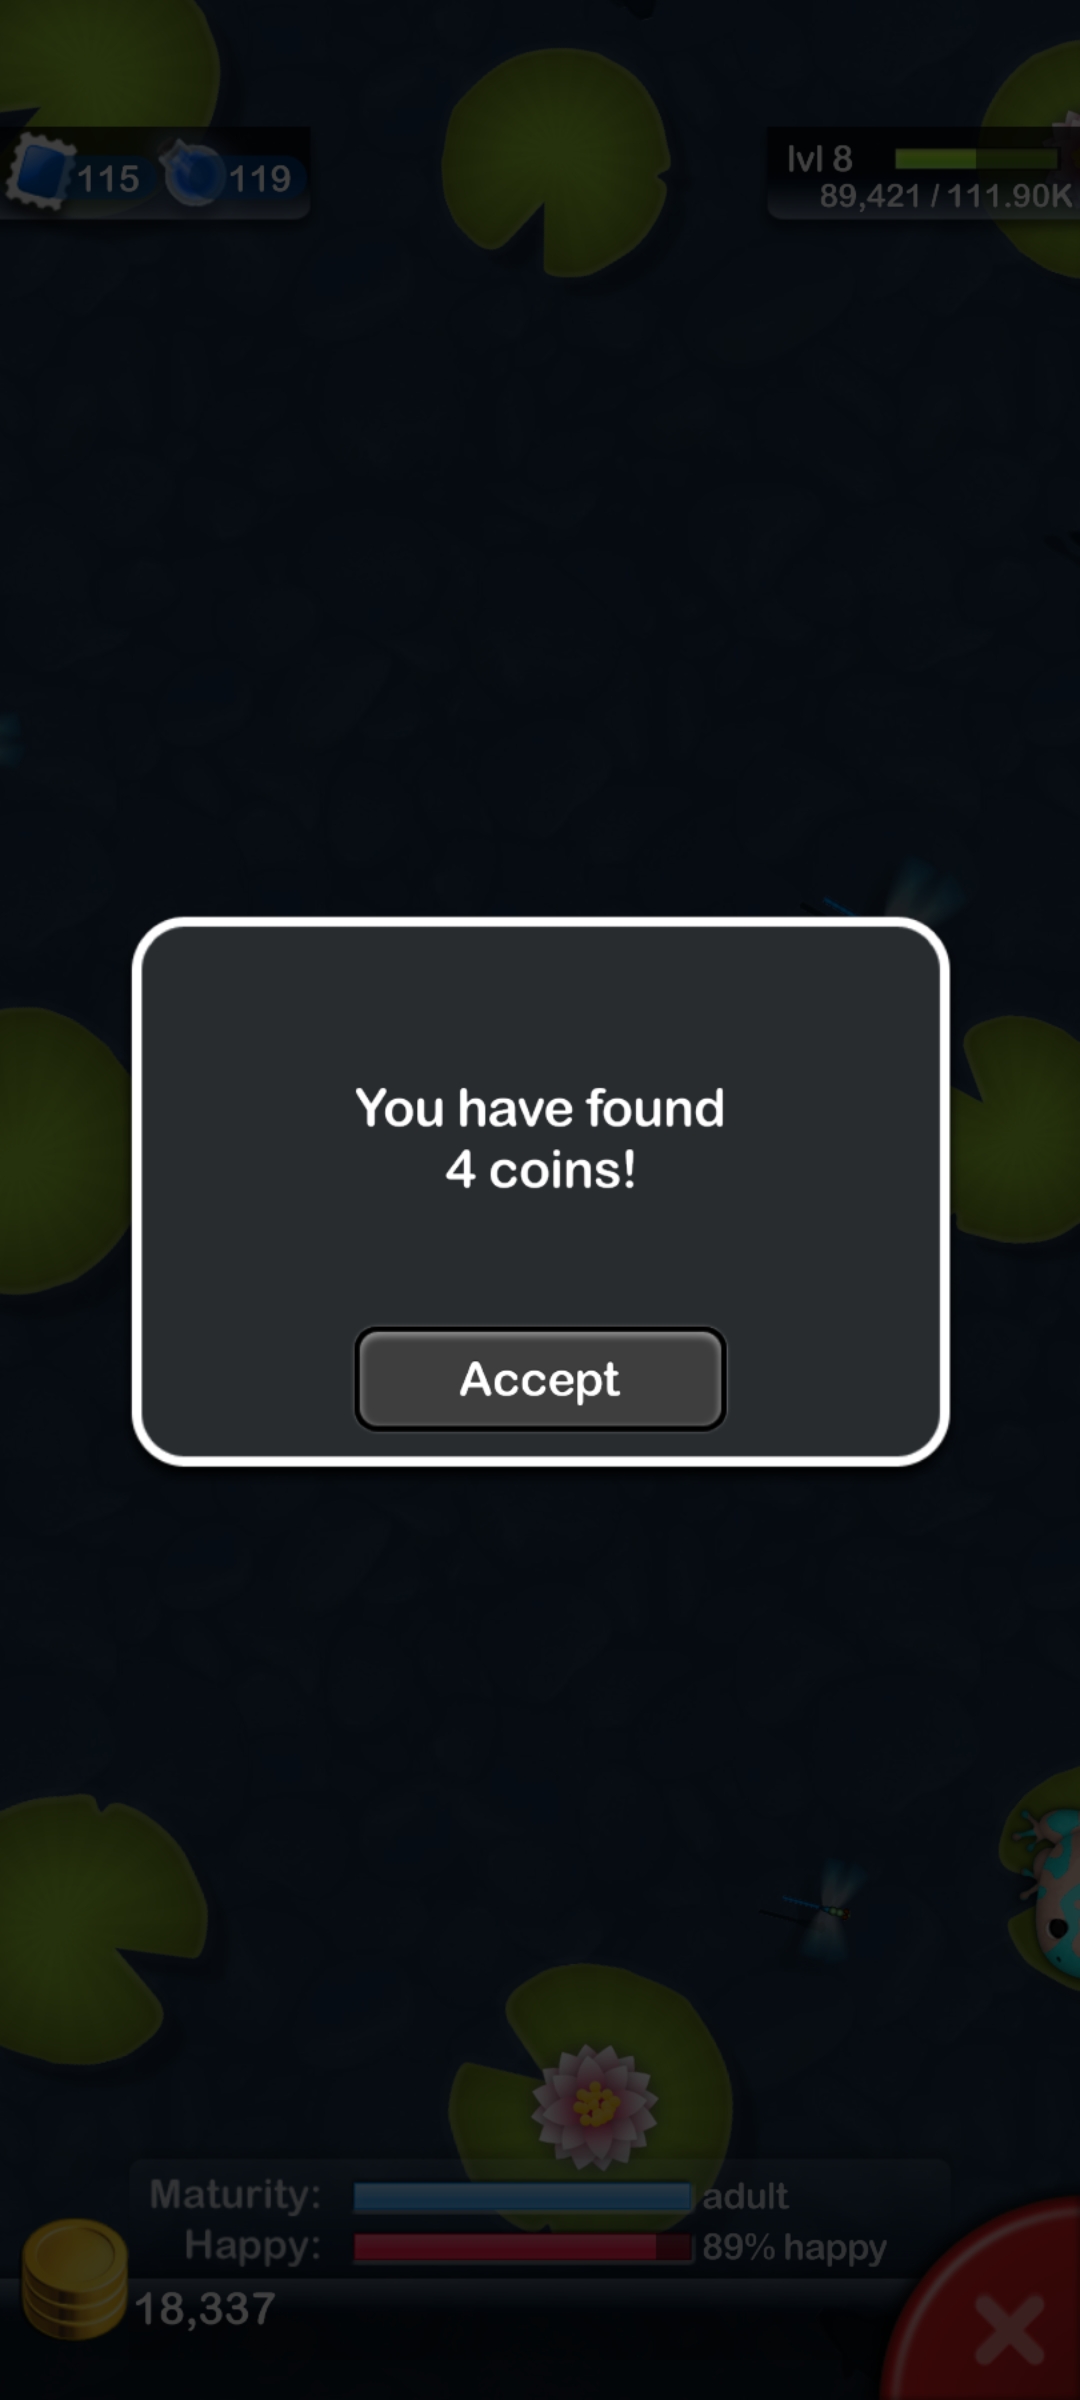 115 119
lvl 8
89,421 / 111.90K
You have found
4 coins!
Accept
Maturity: adult
Happy: 89% happy
18,337